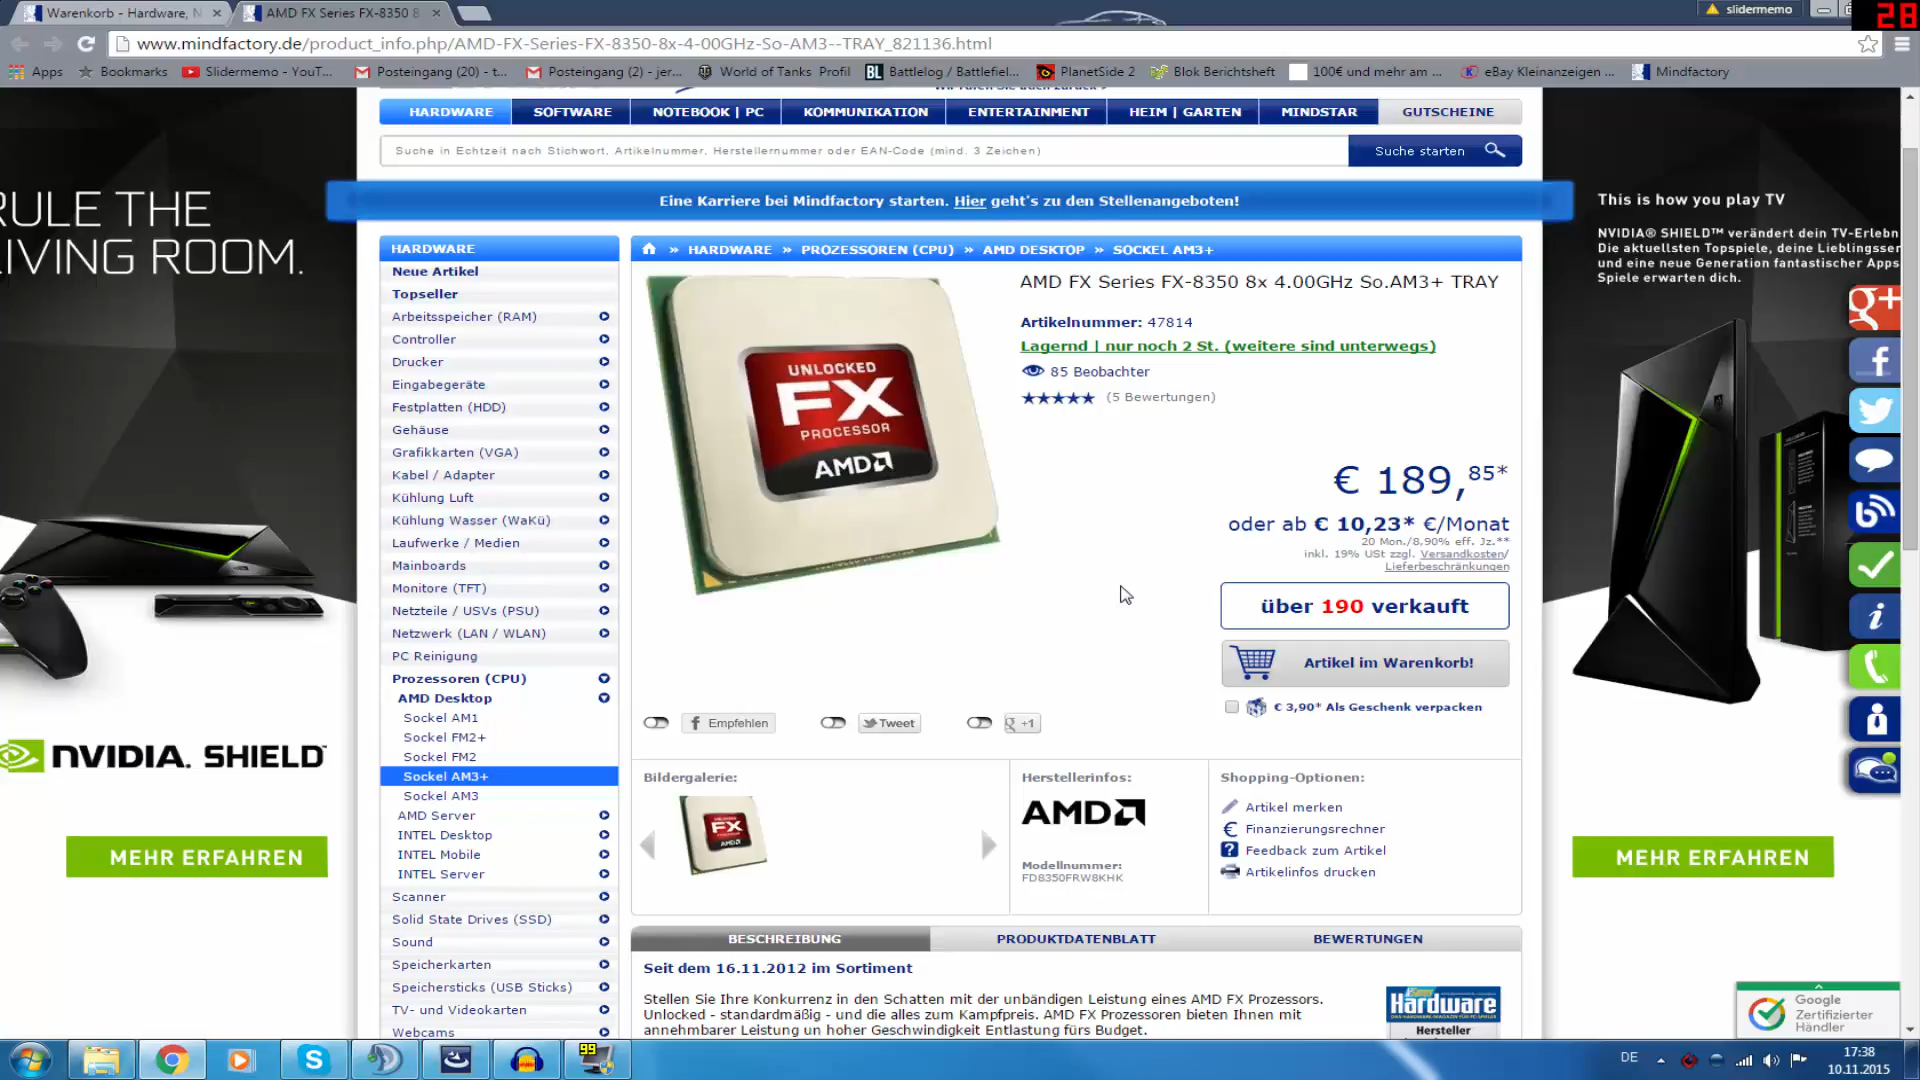 Warenkorb - Hardware, N
AMD FX Series FX-8350 8
slidermemo
28
www.mindfactory.de/product_info.php/AMD-FX-Series-FX-8350-8x-4-00GHz-So-AM3--TRAY_821136.html
Apps
Bookmarks
Slidermemo - YouT...
Posteingang (20) - t...
Posteingang (2) - jer...
World of Tanks Profil
BL
Battlelog / Battlefiel...
PlanetSide 2
Blok Berichtsheft
100€ und mehr am ...
eBay Kleinanzeigen ...
Mindfactory
HARDWARE
SOFTWARE
NOTEBOOK | PC
KOMMUNIKATION
ENTERTAINMENT
HEIM | GARTEN
MINDSTAR
GUTSCHEINE
Suche in Echtzeit nach Stichwort, Artikelnummer, Herstellernummer oder EAN-Code (mind. 3 Zeichen)
Suche starten
Eine Karriere bei Mindfactory starten. Hier geht's zu den Stellenangeboten!
RULE THE
IVING ROOM.
NVIDIA. SHIELD
MEHR ERFAHREN
HARDWARE
Neue Artikel
Topseller
Arbeitsspeicher (RAM)
Controller
Drucker
Eingabegeräte
Festplatten (HDD)
Gehäuse
Grafikkarten (VGA)
Kabel / Adapter
Kühlung Luft
Kühlung Wasser (WaKü)
Laufwerke / Medien
Mainboards
Monitore (TFT)
Netzteile / USVs (PSU)
Netzwerk (LAN / WLAN)
PC Reinigung
Prozessoren (CPU)
AMD Desktop
Sockel AM1
Sockel FM2+
Sockel FM2
Sockel AM3+
Sockel AM3
AMD Server
INTEL Desktop
INTEL Mobile
INTEL Server
Scanner
Solid State Drives (SSD)
Sound
Speicherkarten
Speichersticks (USB Sticks)
TV- und Videokarten
Webcams
» HARDWARE » PROZESSOREN (CPU) » AMD DESKTOP » SOCKEL AM3+
UNLOCKED
FX
PROCESSOR
AMD
AMD FX Series FX-8350 8x 4.00GHz So.AM3+ TRAY
Artikelnummer: 47814
Lagernd | nur noch 2 St. (weitere sind unterwegs)
85 Beobachter
(5 Bewertungen)
€ 189,85*
oder ab € 10,23* €/Monat
20 Mon./8,90% eff. Jz.**
inkl. 19% USt zzgl. Versandkosten/
Lieferbeschränkungen
über 190 verkauft
Artikel im Warenkorb!
€ 3,90* Als Geschenk verpacken
Empfehlen
Tweet
+1
Bildergalerie:
FX
AMD
Herstellerinfos:
AMD
Modellnummer:
FD8350FRW8KHK
Shopping-Optionen:
Artikel merken
Finanzierungsrechner
Feedback zum Artikel
Artikelinfos drucken
BESCHREIBUNG
PRODUKTDATENBLATT
BEWERTUNGEN
Seit dem 16.11.2012 im Sortiment
Stellen Sie Ihre Konkurrenz in den Schatten mit der unbändigen Leistung eines AMD FX Prozessors.
Unlocked - standardmäßig - und die alles zum Kampfpreis. AMD FX Prozessoren bieten Ihnen mit
annehmbarer Leistung un hoher Geschwindigkeit Entlastung fürs Budget.
Hardware
Hersteller
This is how you play TV
NVIDIA® SHIELD™ verändert dein TV-Erlebn
Die aktuellsten Topspiele, deine Lieblingsser
und eine neue Generation fantastischer Apps
Spiele erwarten dich.
MEHR ERFAHREN
g+
f
i
Google
Zertifizierter
Händler
99
DE
17:38
10.11.2015